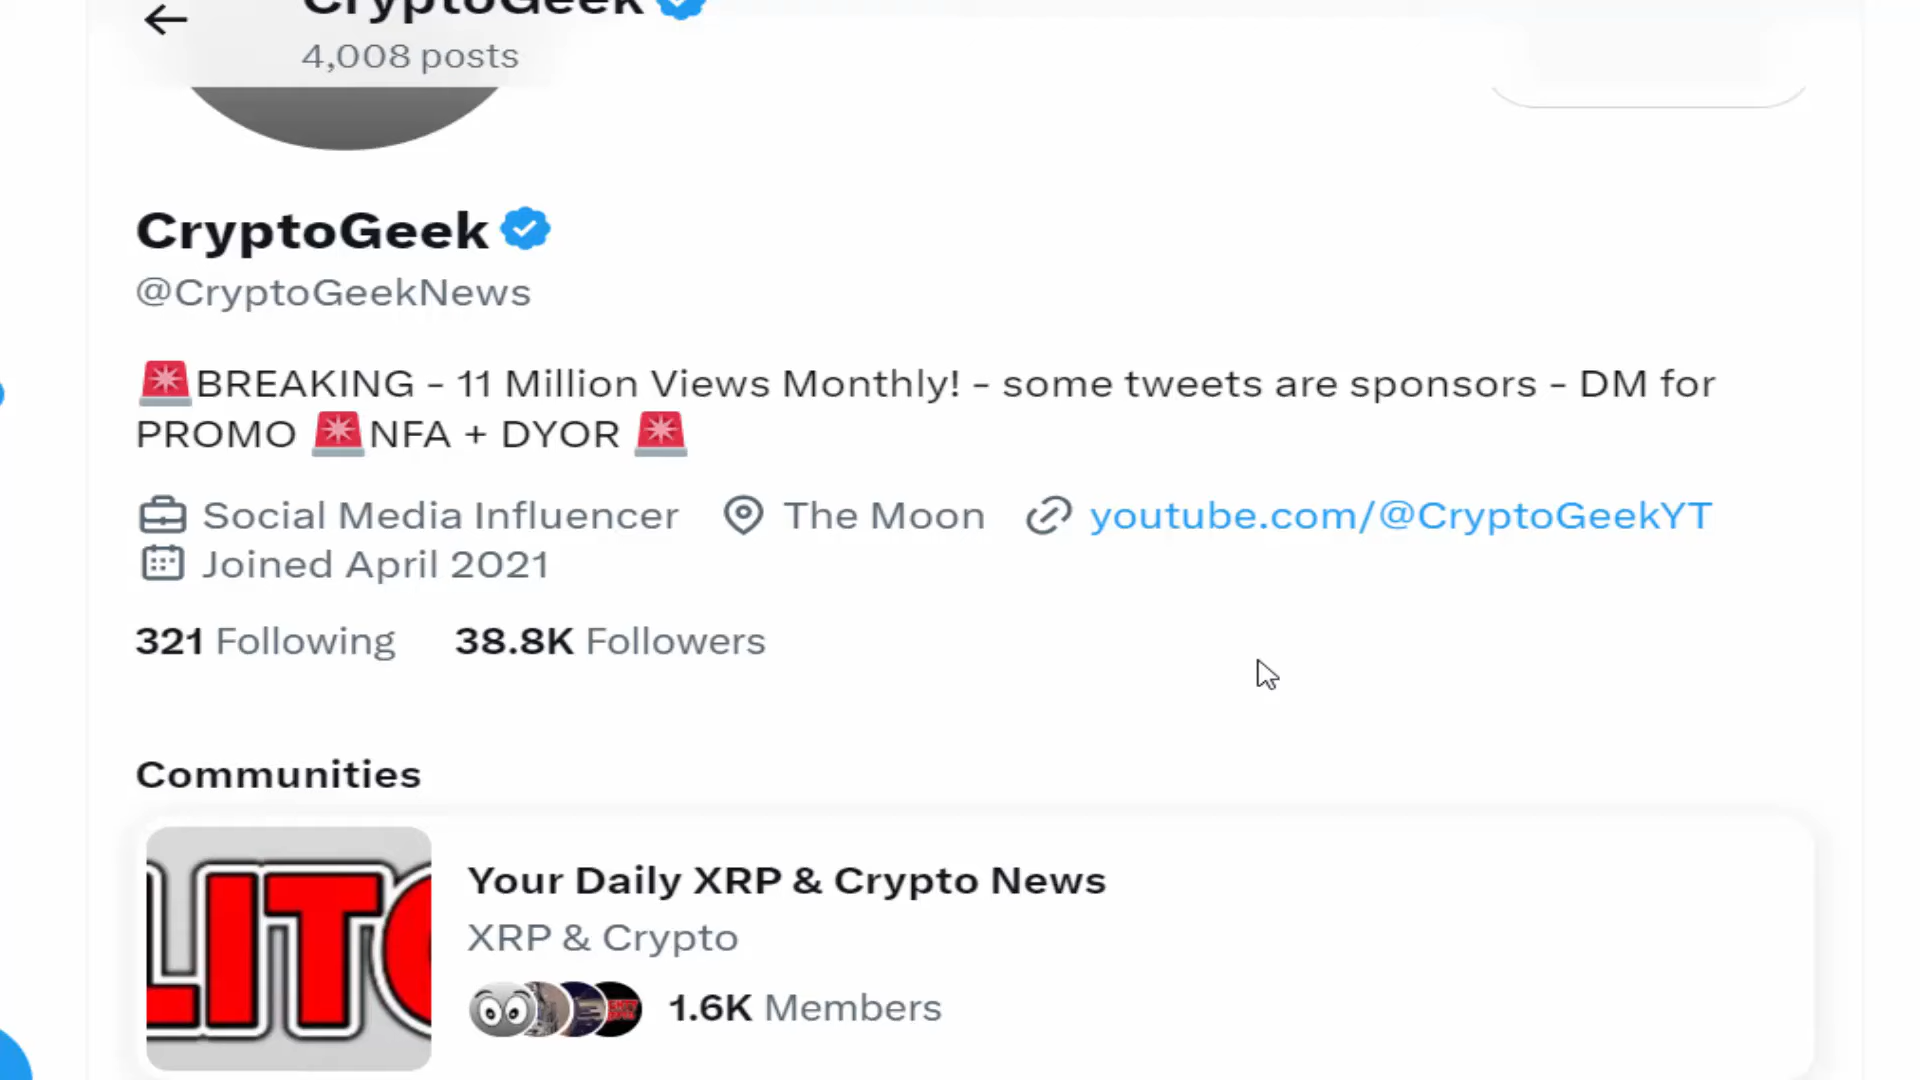 CryptoGeek
4,008 posts
CryptoGeek
@CryptoGeekNews
🚨BREAKING - 11 Million Views Monthly! - some tweets are sponsors - DM for
PROMO 🚨NFA + DYOR 🚨
Social Media Influencer The Moon youtube.com/@CryptoGeekYT
Joined April 2021
321 Following 38.8K Followers
Communities
Your Daily XRP & Crypto News
XRP & Crypto
1.6K Members